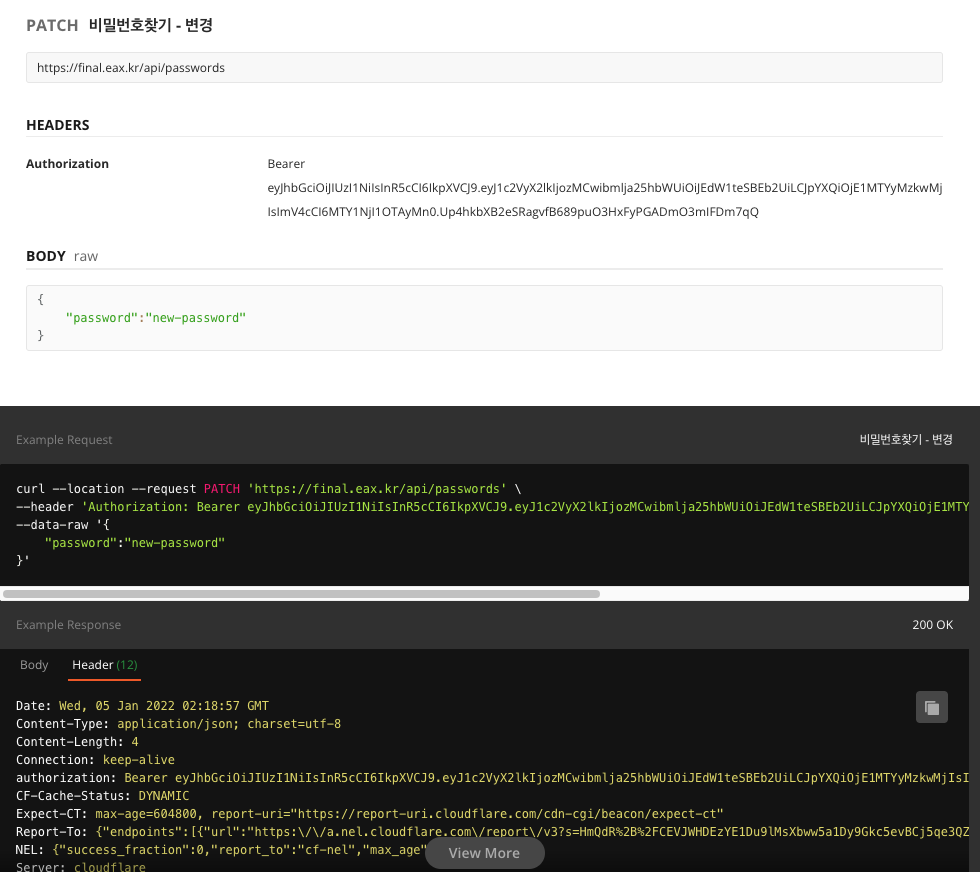 PATCH 비밀번호찾기 - 변경
https://final.eax.kr/api/passwords
HEADERS
Authorization
Bearer
eyJhbGciOiJIUzI1NiIsInR5cCI6IkpXVCJ9.eyJ1c2VyX2lkIjozMCwibmlja25hbWUiOiJEdW1teSBEb2UiLCJpYXQiOjE1MTYyMzkwMj
IsImV4cCI6MTY1NjI1OTAyMn0.Up4hkbXB2eSRagvfB689puO3HxFyPGADmO3mIFDm7qQ
BODY raw
{
"password":"new-password"
}
Example Request
비밀번호찾기 - 변경
curl --location --request PATCH 'https://final.eax.kr/api/passwords' \
--header 'Authorization: Bearer eyJhbGciOiJIUzI1NiIsInR5cCI6IkpXVCJ9.eyJ1c2VyX2lkIjozMCwibmlja25hbWUiOiJEdW1teSBEb2UiLCJpYXQiOjE1MTY
--data-raw '{
"password":"new-password"
}'
Example Response
200 OK
Body
Header (12)
Date: Wed, 05 Jan 2022 02:18:57 GMT
Content-Type: application/json; charset=utf-8
Content-Length: 4
Connection: keep-alive
authorization: Bearer eyJhbGciOiJIUzI1NiIsInR5cCI6IkpXVCJ9.eyJ1c2VyX2lkIjozMCwibmlja25hbWUiOiJEdW1teSBEb2UiLCJpYXQiOjE1MTYyMzkwMjIsI
CF-Cache-Status: DYNAMIC
Expect-CT: max-age=604800, report-uri="https://report-uri.cloudflare.com/cdn-cgi/beacon/expect-ct"
Report-To: {"endpoints":[{"url":"https:\/\/a.nel.cloudflare.com\/report\/v3?s=HmQdR%2B%2FCEVJWHDEzYE1Du9lMsXbww5a1Dy9Gkc5evBCj5qe3QZ
NEL: {"success_fraction":0,"report_to":"cf-nel","max_age"
View More
Server: cloudflare